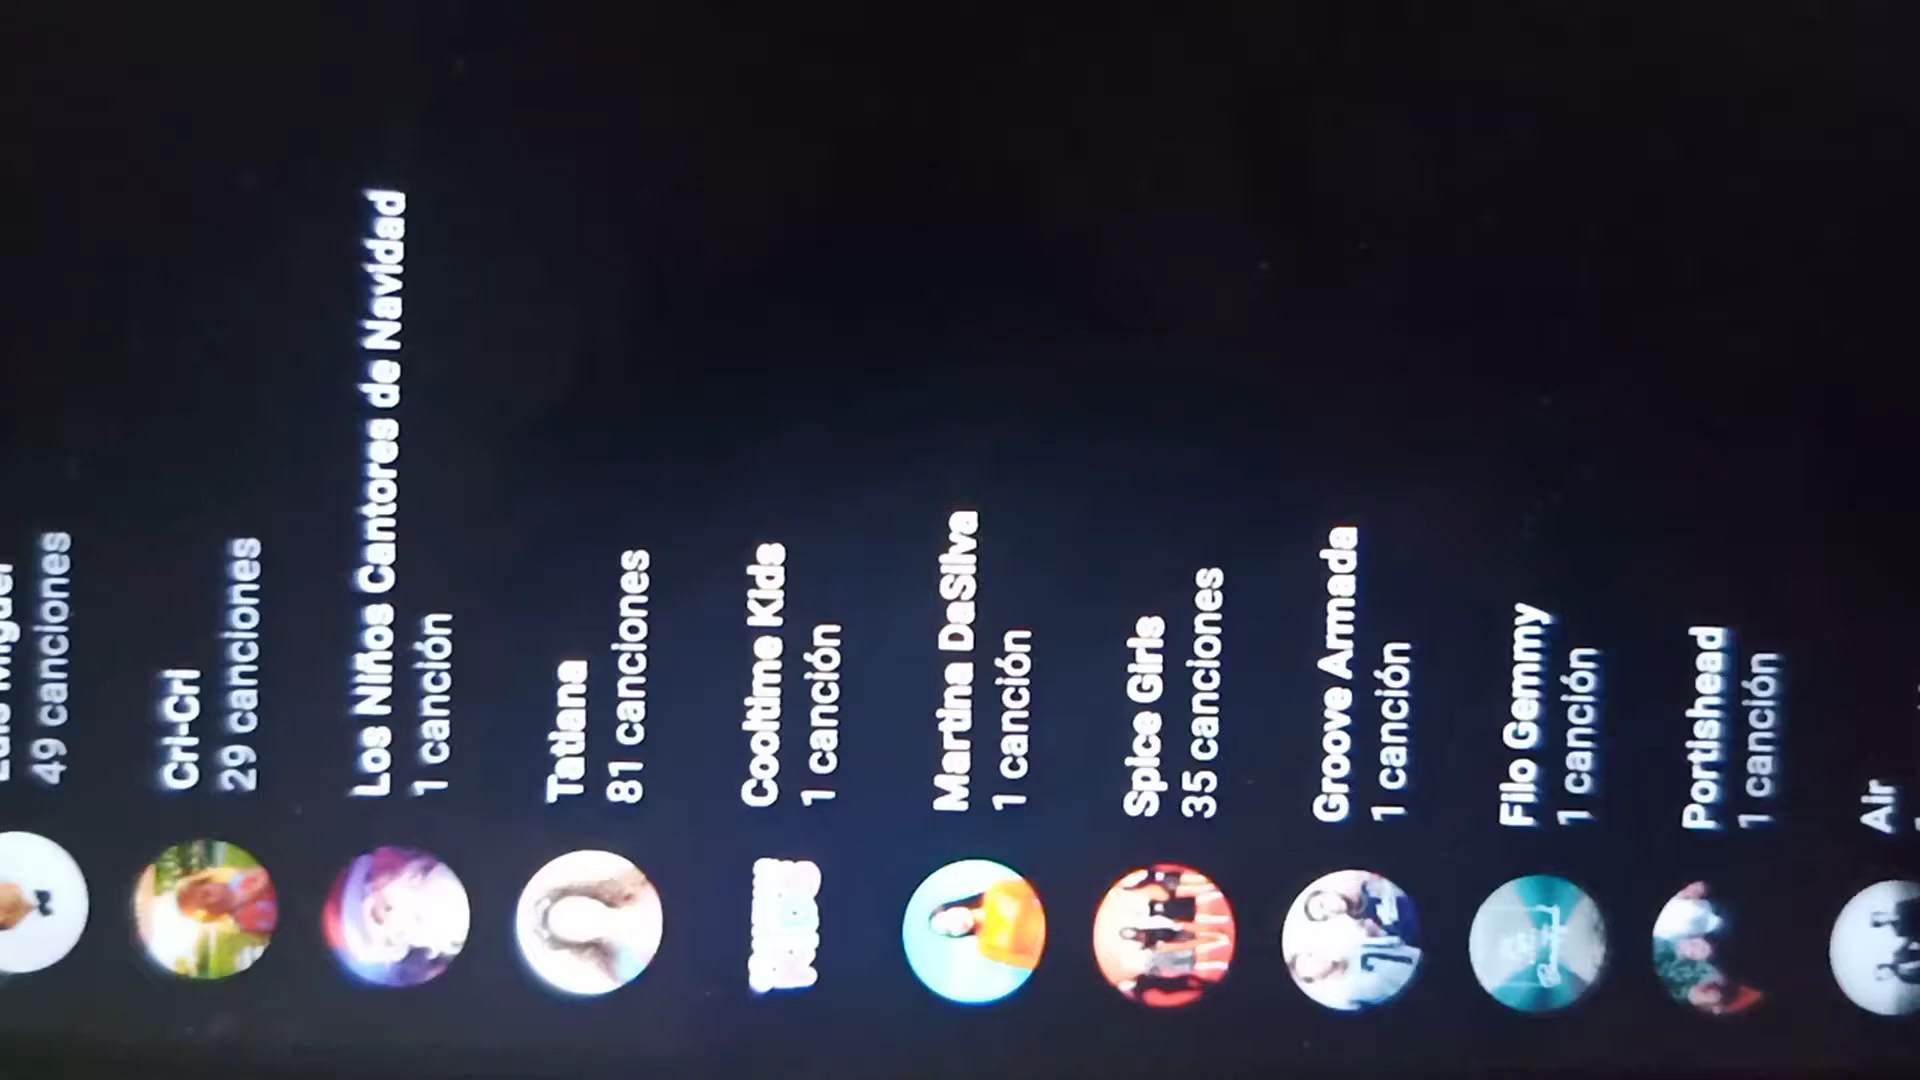 49 canciones
Cri-Cri
29 canciones
Los Niños Cantores de Navidad
1 canción
Tatiana
81 canciones
Cooltime Kids
1 canción
Martina DaSilva
1 canción
Spice Girls
35 canciones
Groove Armada
1 canción
Filo Gemmy
1 canción
Portishead
1 canción
Air